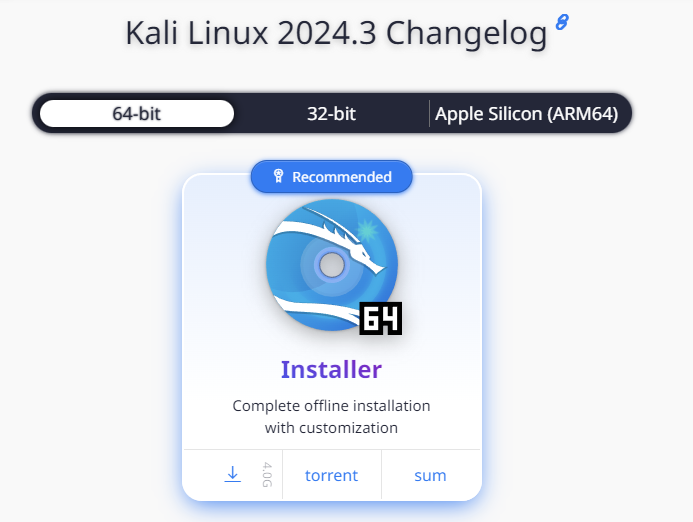 Kali Linux 2024.3 Changelog
64-bit
32-bit
Apple Silicon (ARM64)
Recommended
64
Installer
Complete offline installation
with customization
4.0G
torrent
sum